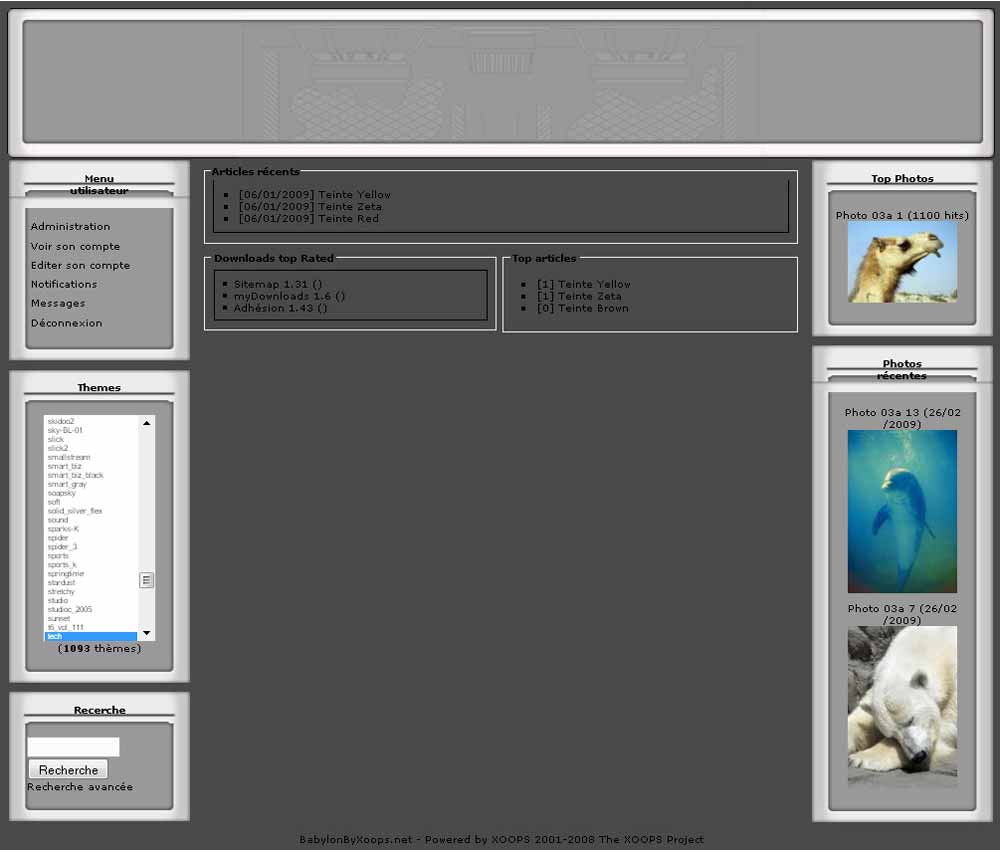 Menu
utilisateur
Administration
Voir son compte
Editer son compte
Notifications
Messages
Déconnexion
Themes
skidoo2
sky-BL-01
slick
slick2
smallstream
smart_biz
smart_biz_black
smart_gray
soapsky
soft
solid_silver_flex
sound
sparks-K
spider
spider_3
sports
sports_k
springtime
stardust
stretchy
studio
studioc_2005
sunset
t6_vol_111
tech
(1093 thèmes)
Recerche
Recherche
Recherche avancée
Articles récents
[06/01/2009] Teinte Yellow
[06/01/2009] Teinte Zeta
[06/01/2009] Teinte Red
Downloads top Rated
Sitemap 1.31 ()
myDownloads 1.6 ()
Adhésion 1.43 ()
Top articles
[1] Teinte Yellow
[1] Teinte Zeta
[0] Teinte Brown
Top Photos
Photo 03a 1 (1100 hits)
Photos
récentes
Photo 03a 13 (26/02
/2009)
Photo 03a 7 (26/02
/2009)
BabylonByXoops.net - Powered by XOOPS 2001-2008 The XOOPS Project